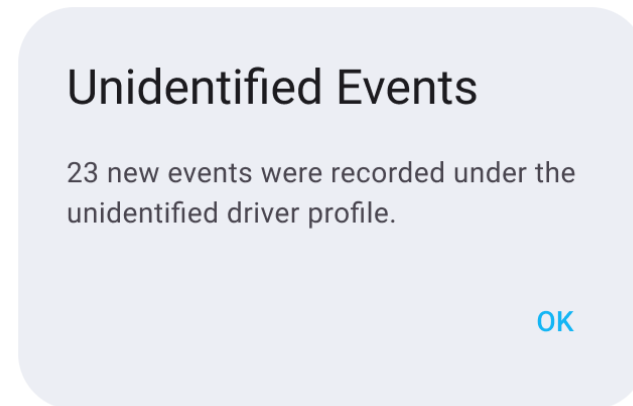 Unidentified Events
23 new events were recorded under the
unidentified driver profile.
OK